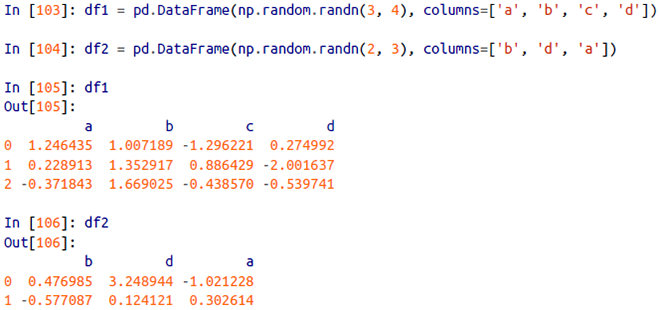 In [103]: df1 = pd.DataFrame(np.random.randn(3, 4), columns=['a', 'b', 'c', 'd'])
In [104]: df2 = pd.DataFrame(np.random.randn(2, 3), columns=['b', 'd', 'a'])
In [105]: df1
Out[105]:
a b c d
0 1.246435 1.007189 -1.296221 0.274992
1 0.228913 1.352917 0.886429 -2.001637
2 -0.371843 1.669025 -0.438570 -0.539741
In [106]: df2
Out[106]:
b d a
0 0.476985 3.248944 -1.021228
1 -0.577087 0.124121 0.302614